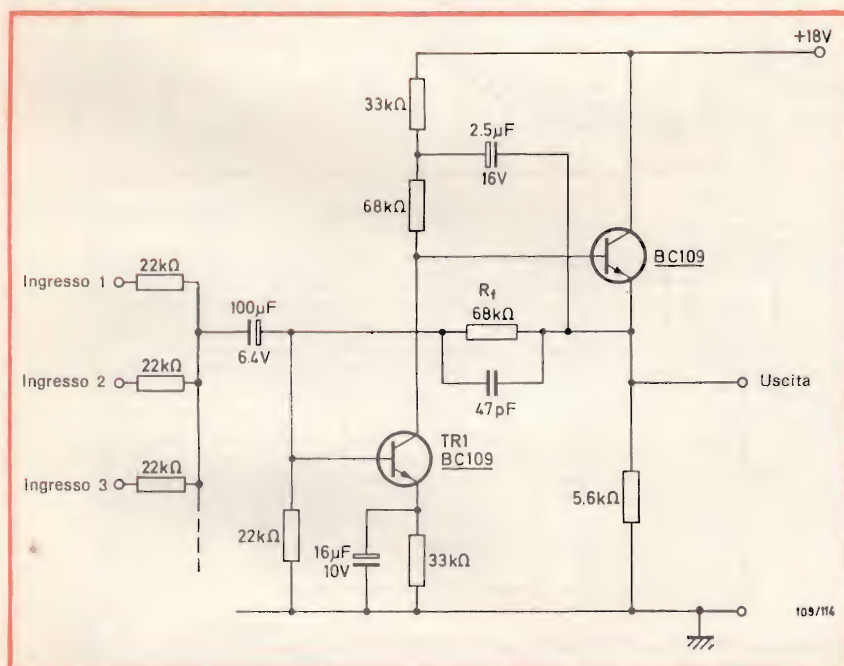 +18V
33kΩ
2.5µF
16V
68kΩ
BC109
Ingresso 1
22kΩ
100µF
6.4V
Rf
68kΩ
47pF
Ingresso 2
22kΩ
Uscita
TR1
BC109
Ingresso 3
22kΩ
22kΩ
16µF
10V
33kΩ
5.6kΩ
109/114